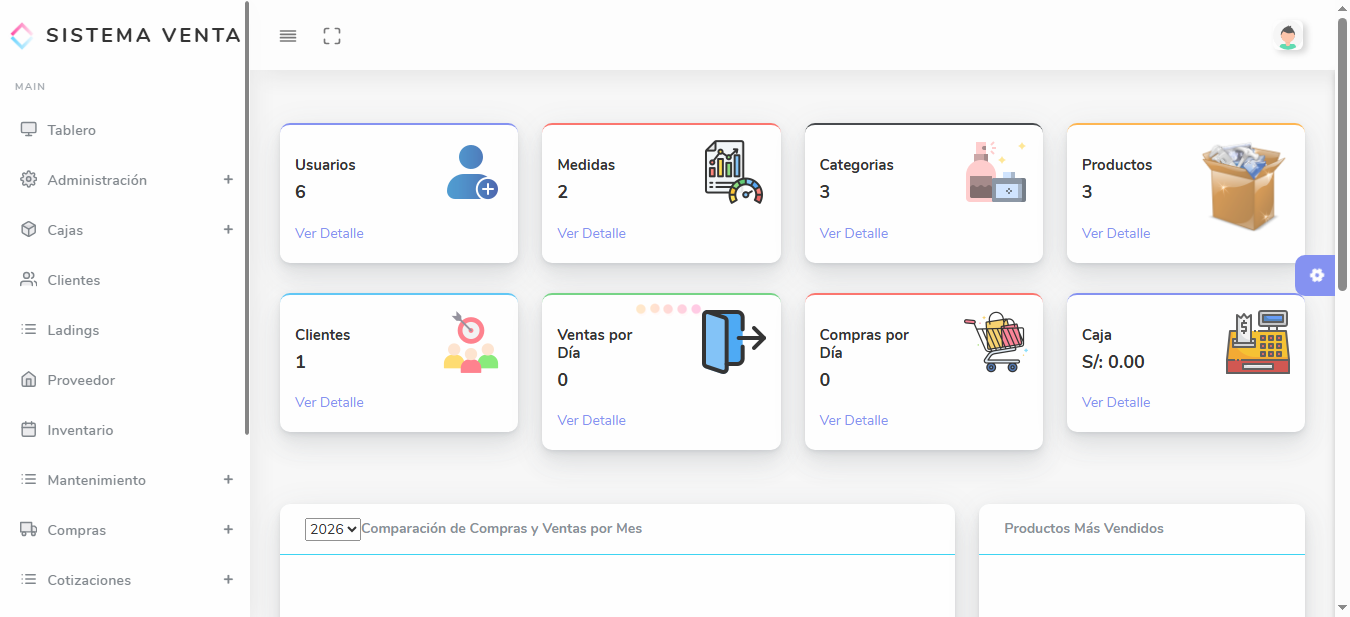 SISTEMA VENTA
MAIN
Tablero
Administración +
Cajas +
Clientes
Ladings
Proveedor
Inventario
Mantenimiento +
Compras +
Cotizaciones +
Usuarios
6
Ver Detalle
Medidas
2
Ver Detalle
Categorias
3
Ver Detalle
Productos
3
Ver Detalle
Clientes
1
Ver Detalle
Ventas por
Día
0
Ver Detalle
Compras por
Día
0
Ver Detalle
Caja
S/: 0.00
Ver Detalle
2026 Comparación de Compras y Ventas por Mes
Productos Más Vendidos